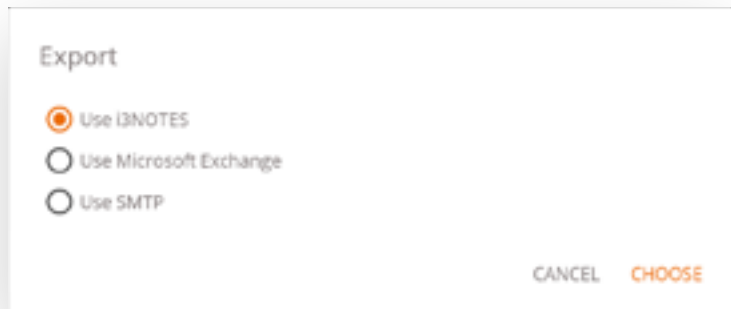 Export
Use i3NOTES
Use Microsoft Exchange
Use SMTP
CANCEL CHOOSE